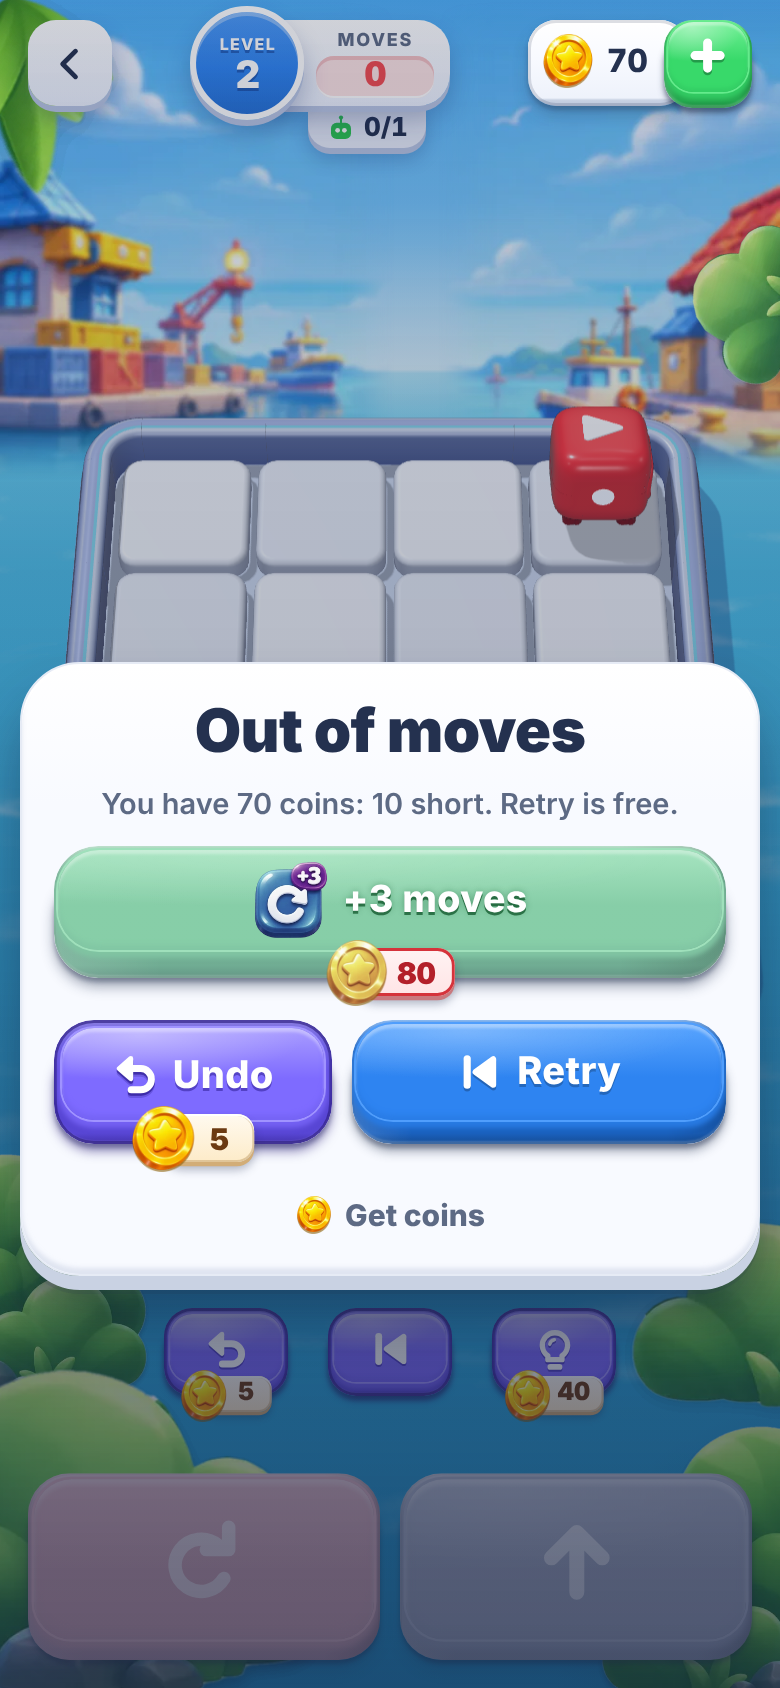 LEVEL
2
MOVES
0
0/1
70
Out of moves
You have 70 coins: 10 short. Retry is free.
+3
+3 moves
80
Undo
5
Retry
Get coins
5
40